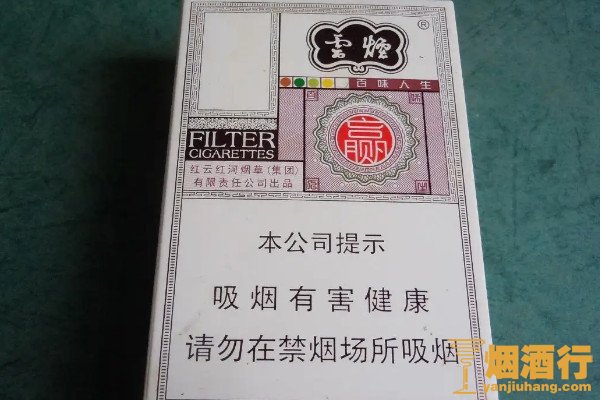 雲煙
®
百味人生
赢
FILTER
CIGARETTES
红云红河烟草(集团)
有限责任公司出品
本公司提示
吸烟有害健康
请勿在禁烟场所吸烟
烟酒行
yanjiuhang.com